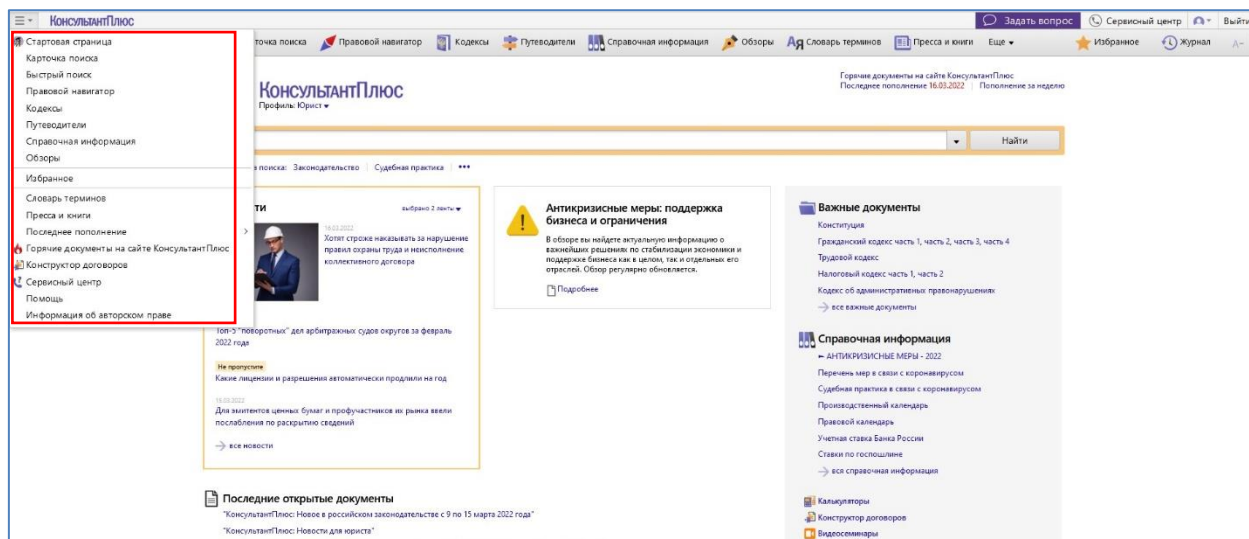 КонсультантПлюс
Задать вопрос
Сервисный центр
Выйти
Стартовая страница
Карточка поиска
Быстрый поиск
Правовой навигатор
Кодексы
Путеводители
Справочная информация
Обзоры
Избранное
Словарь терминов
Пресса и книги
Последнее пополнение
Горячие документы на сайте КонсультантПлюс
Конструктор договоров
Сервисный центр
Помощь
Информация об авторском праве
точка поиска Правовой навигатор Кодексы Путеводители Справочная информация Обзоры Словарь терминов Пресса и книги Еще Избранное Журнал
КонсультантПлюс
Профиль: Юрист
Горячие документы на сайте КонсультантПлюс
Последнее пополнение 16.03.2022 Пополнение за неделю
Найти
поиска: Законодательство Судебная практика •••
ти выбрано 2 ленты
16.03.2022
Хотят строже наказывать за нарушение
правил охраны труда и неисполнение
коллективного договора
Топ-5 "поворотных" дел арбитражных судов округов за февраль
2022 года
Не пропустите
Какие лицензии и разрешения автоматически продлили на год
15.03.2022
Для эмитентов ценных бумаг и профучастников их рынка ввели
послабления по раскрытию сведений
все новости
Антикризисные меры: поддержка
бизнеса и ограничения
В обзоре вы найдете актуальную информацию о
важнейших решениях по стабилизации экономики и
поддержке бизнеса как в целом, так и отдельных его
отраслей. Обзор регулярно обновляется.
Подробнее
Важные документы
Конституция
Гражданский кодекс часть 1, часть 2, часть 3, часть 4
Трудовой кодекс
Налоговый кодекс часть 1, часть 2
Кодекс об административных правонарушениях
все важные документы
Справочная информация
АНТИКРИЗИСНЫЕ МЕРЫ - 2022
Перечень мер в связи с коронавирусом
Судебная практика в связи с коронавирусом
Производственный календарь
Правовой календарь
Учетная ставка Банка России
Ставки по госпошлине
вся справочная информация
Калькуляторы
Конструктор договоров
Видеосеминары
Последние открытые документы
"КонсультантПлюс: Новое в российском законодательстве с 9 по 15 марта 2022 года"
"КонсультантПлюс: Новости для юриста"